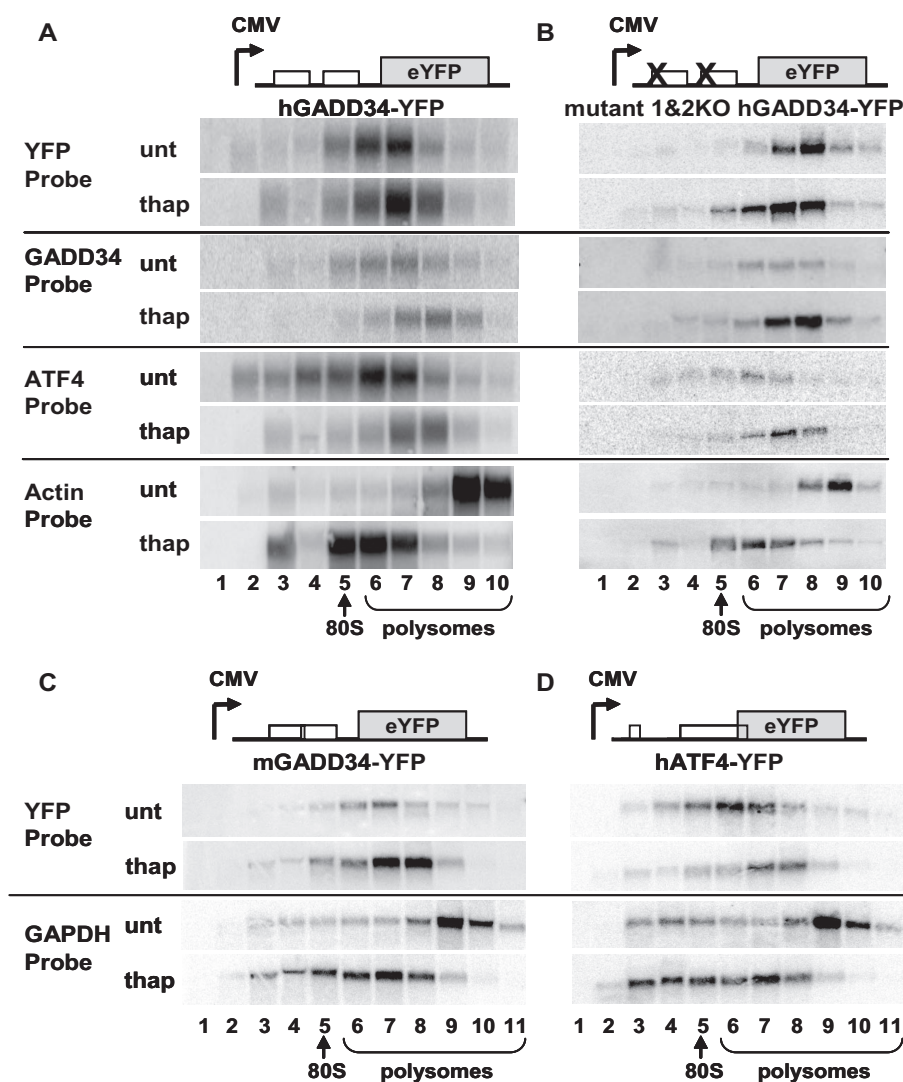 A
CMV
eYFP
hGADD34-YFP
YFP Probe
unt
thap
GADD34 Probe
unt
thap
ATF4 Probe
unt
thap
Actin Probe
unt
thap
1 2 3 4 5 6 7 8 9 10
80S
polysomes
B
CMV
X X
eYFP
mutant 1&2KO hGADD34-YFP
1 2 3 4 5 6 7 8 9 10
80S
polysomes
C
CMV
eYFP
mGADD34-YFP
YFP Probe
unt
thap
GAPDH Probe
unt
thap
1 2 3 4 5 6 7 8 9 10 11
80S
polysomes
D
CMV
eYFP
hATF4-YFP
1 2 3 4 5 6 7 8 9 10 11
80S
polysomes